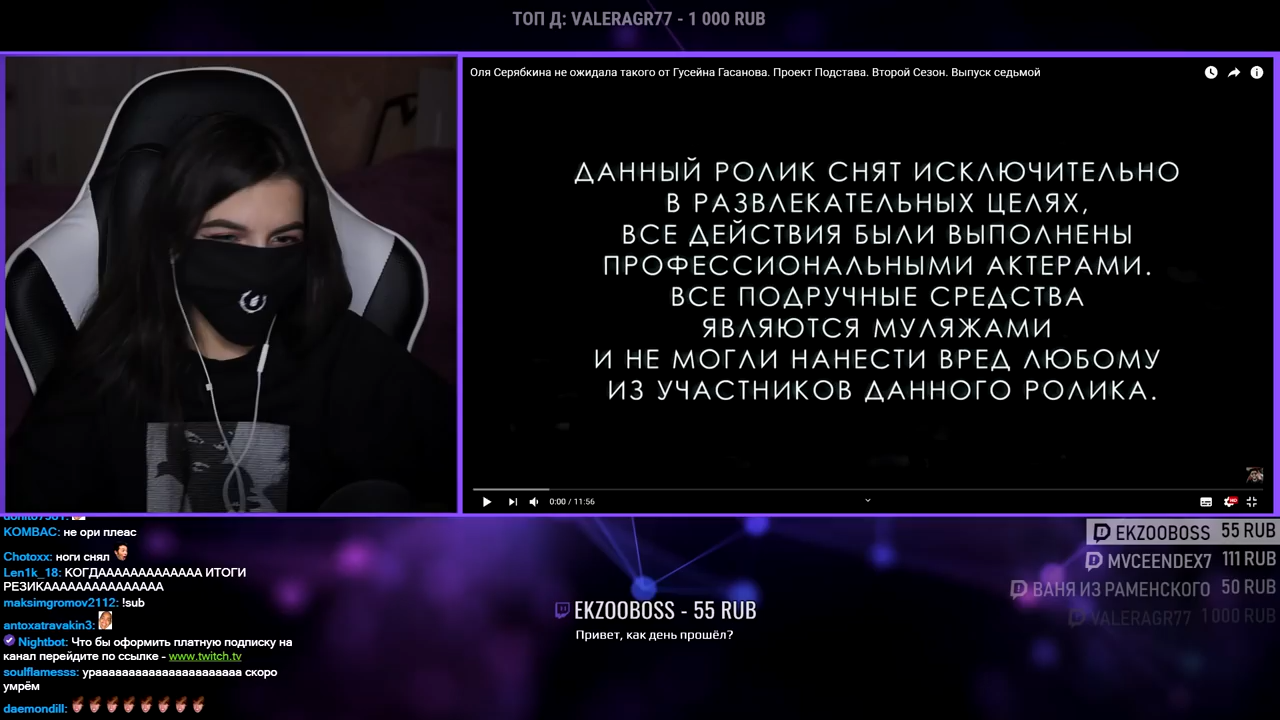 ТОП Д: VALERAGR77 - 1 000 RUB
Оля Серябкина не ожидала такого от Гусейна Гасанова. Проект Подстава. Второй Сезон. Выпуск седьмой
ДАННЫЙ РОЛИК СНЯТ ИСКЛЮЧИТЕЛЬНО
В РАЗВЛЕКАТЕЛЬНЫХ ЦЕЛЯХ,
ВСЕ ДЕЙСТВИЯ БЫЛИ ВЫПОЛНЕНЫ
ПРОФЕССИОНАЛЬНЫМИ АКТЕРАМИ.
ВСЕ ПОДРУЧНЫЕ СРЕДСТВА
ЯВЛЯЮТСЯ МУЛЯЖАМИ
И НЕ МОГЛИ НАНЕСТИ ВРЕД ЛЮБОМУ
ИЗ УЧАСТНИКОВ ДАННОГО РОЛИКА.
0:00 / 11:56
HD
KOMBAC: не ори плеас
Chotoxx: ноги снял
Len1k_18: КОГДААААААААААААА ИТОГИ
РЕЗИКАААААААААААААААА
maksimgromov2112: !sub
antoxatravakin3:
Nightbot: Что бы оформить платную подписку на
канал перейдите по ссылке - www.twitch.tv
soulflamesss: ураааааааааааааааааааааа скоро
умрём
daemondill:
EKZOOBOSS - 55 RUB
Привет, как день прошёл?
EKZOOBOSS 55 RUB
MVCEENDEX7 111 RUB
ВАНЯ ИЗ РАМЕНСКОГО 50 RUB
VALERAGR77 1 000 RUB